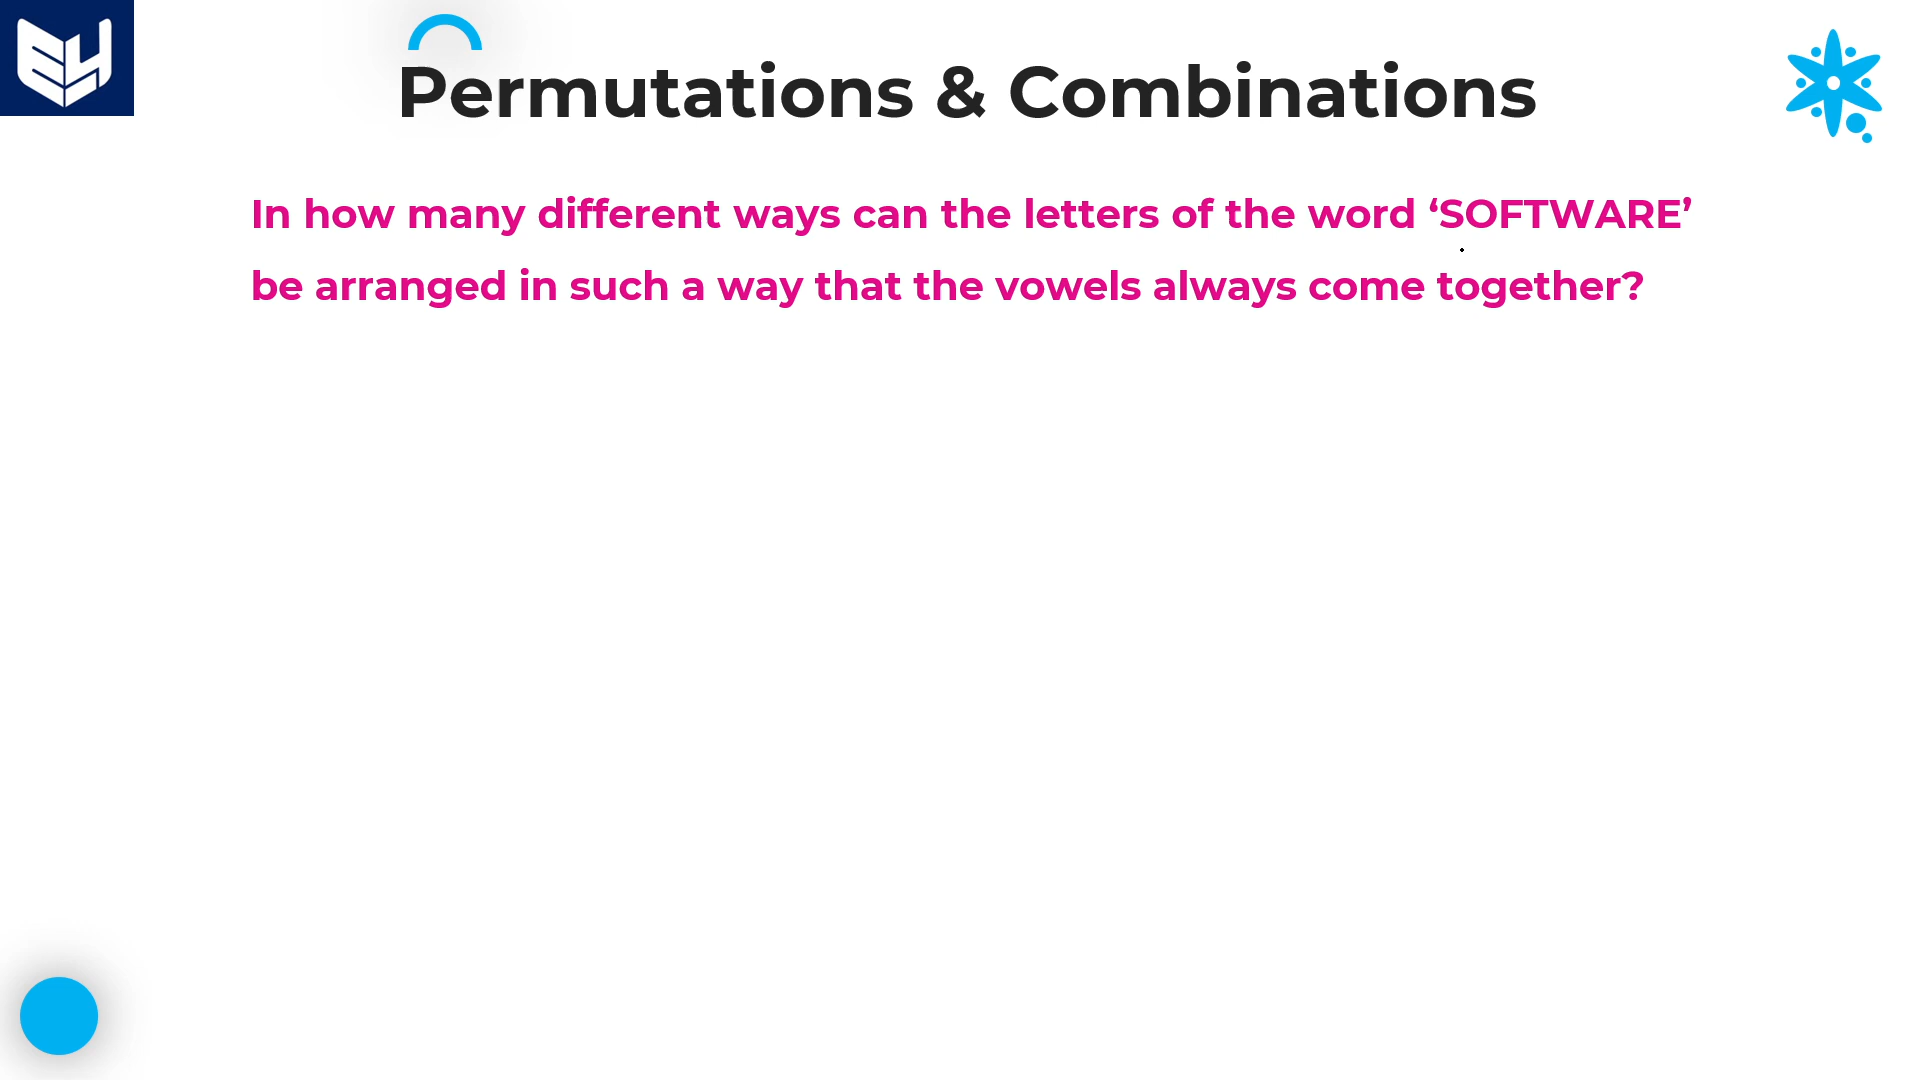 Permutations & Combinations
In how many different ways can the letters of the word ‘SOFTWARE’
be arranged in such a way that the vowels always come together?